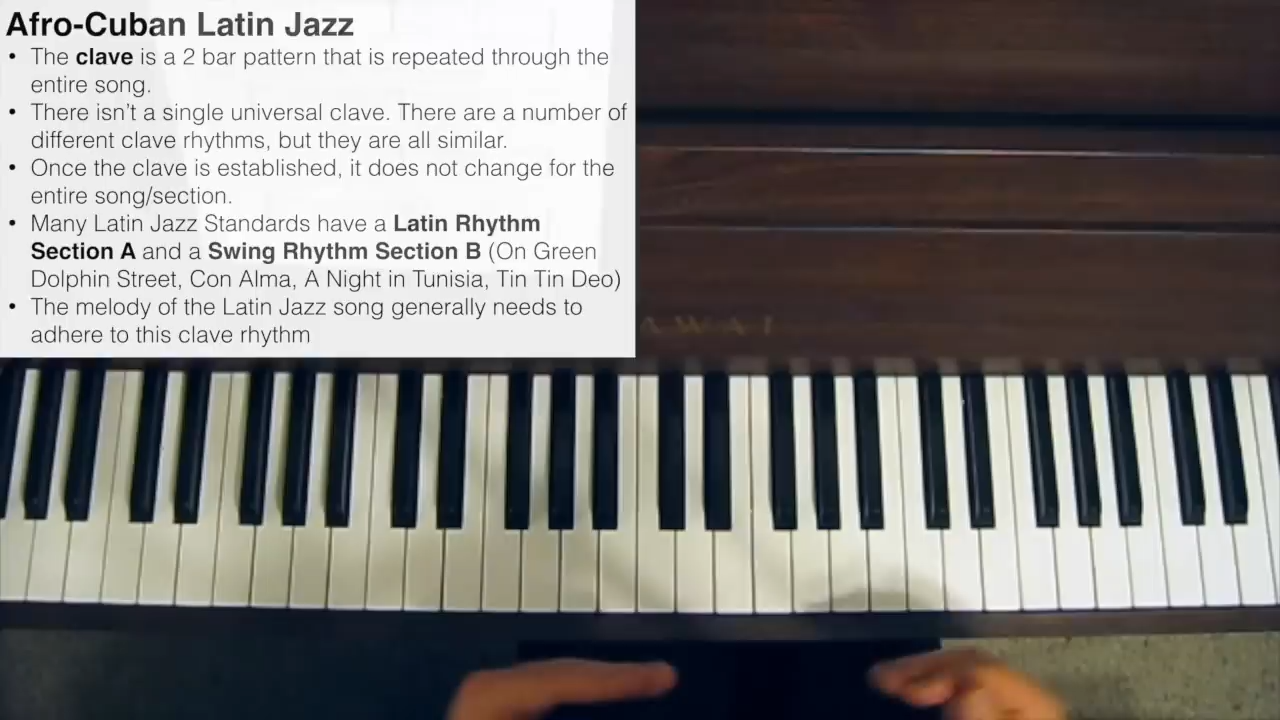 Afro-Cuban Latin Jazz
• The clave is a 2 bar pattern that is repeated through the
entire song.
• There isn't a single universal clave. There are a number of
different clave rhythms, but they are all similar.
• Once the clave is established, it does not change for the
entire song/section.
• Many Latin Jazz Standards have a Latin Rhythm
Section A and a Swing Rhythm Section B (On Green
Dolphin Street, Con Alma, A Night in Tunisia, Tin Tin Deo)
• The melody of the Latin Jazz song generally needs to
adhere to this clave rhythm